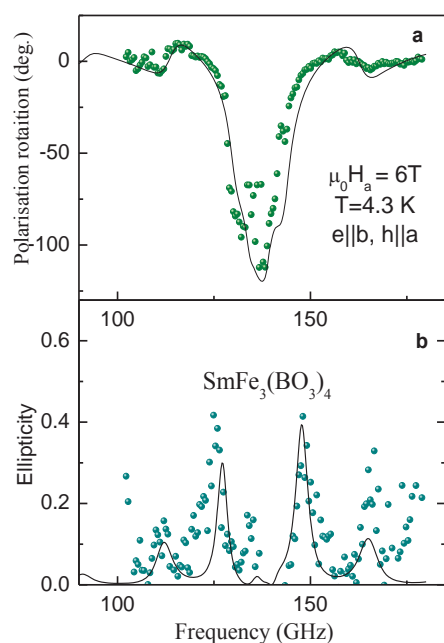 a
Polarisation rotaition (deg.)
0
-50
-100
μ₀Hₐ = 6T
T=4.3 K
e||b, h||a
100
150
b
SmFe₃(BO₃)₄
Ellipticity
0.6
0.4
0.2
0.0
100
150
Frequency (GHz)